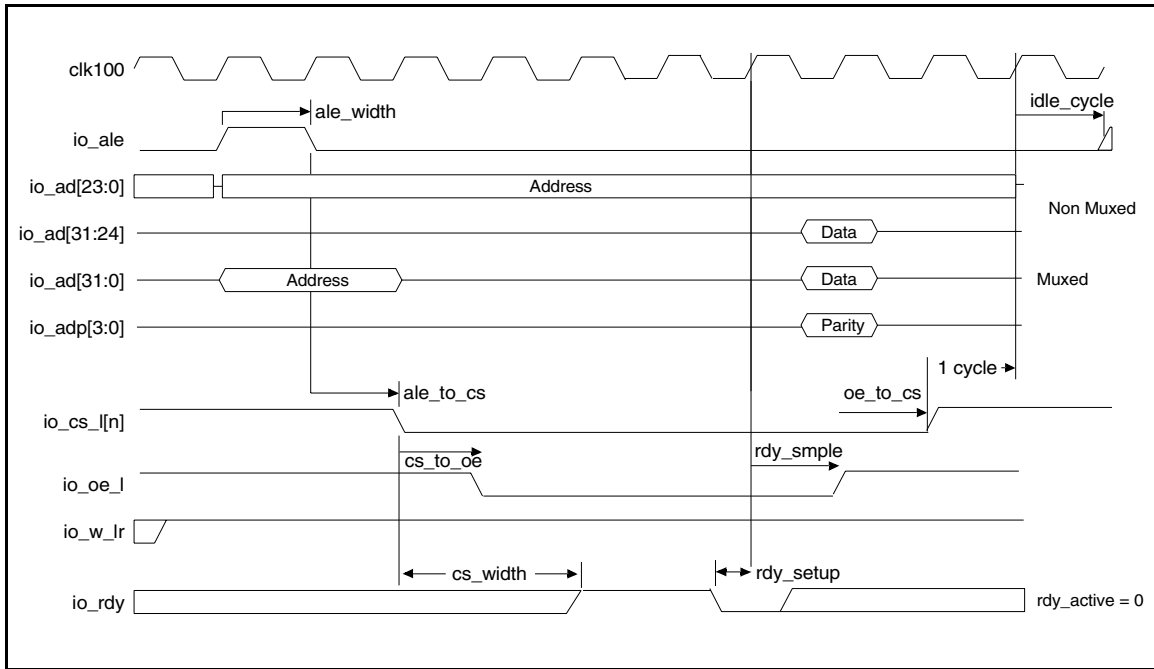 clk100
idle_cycle
ale_width
io_ale
io_ad[23:0]
Address
Non Muxed
io_ad[31:24]
Data
io_ad[31:0]
Address
Data
Muxed
io_adp[3:0]
Parity
1 cycle
ale_to_cs
oe_to_cs
io_cs_l[n]
cs_to_oe
rdy_smple
io_oe_l
io_w_lr
cs_width
rdy_setup
io_rdy
rdy_active = 0